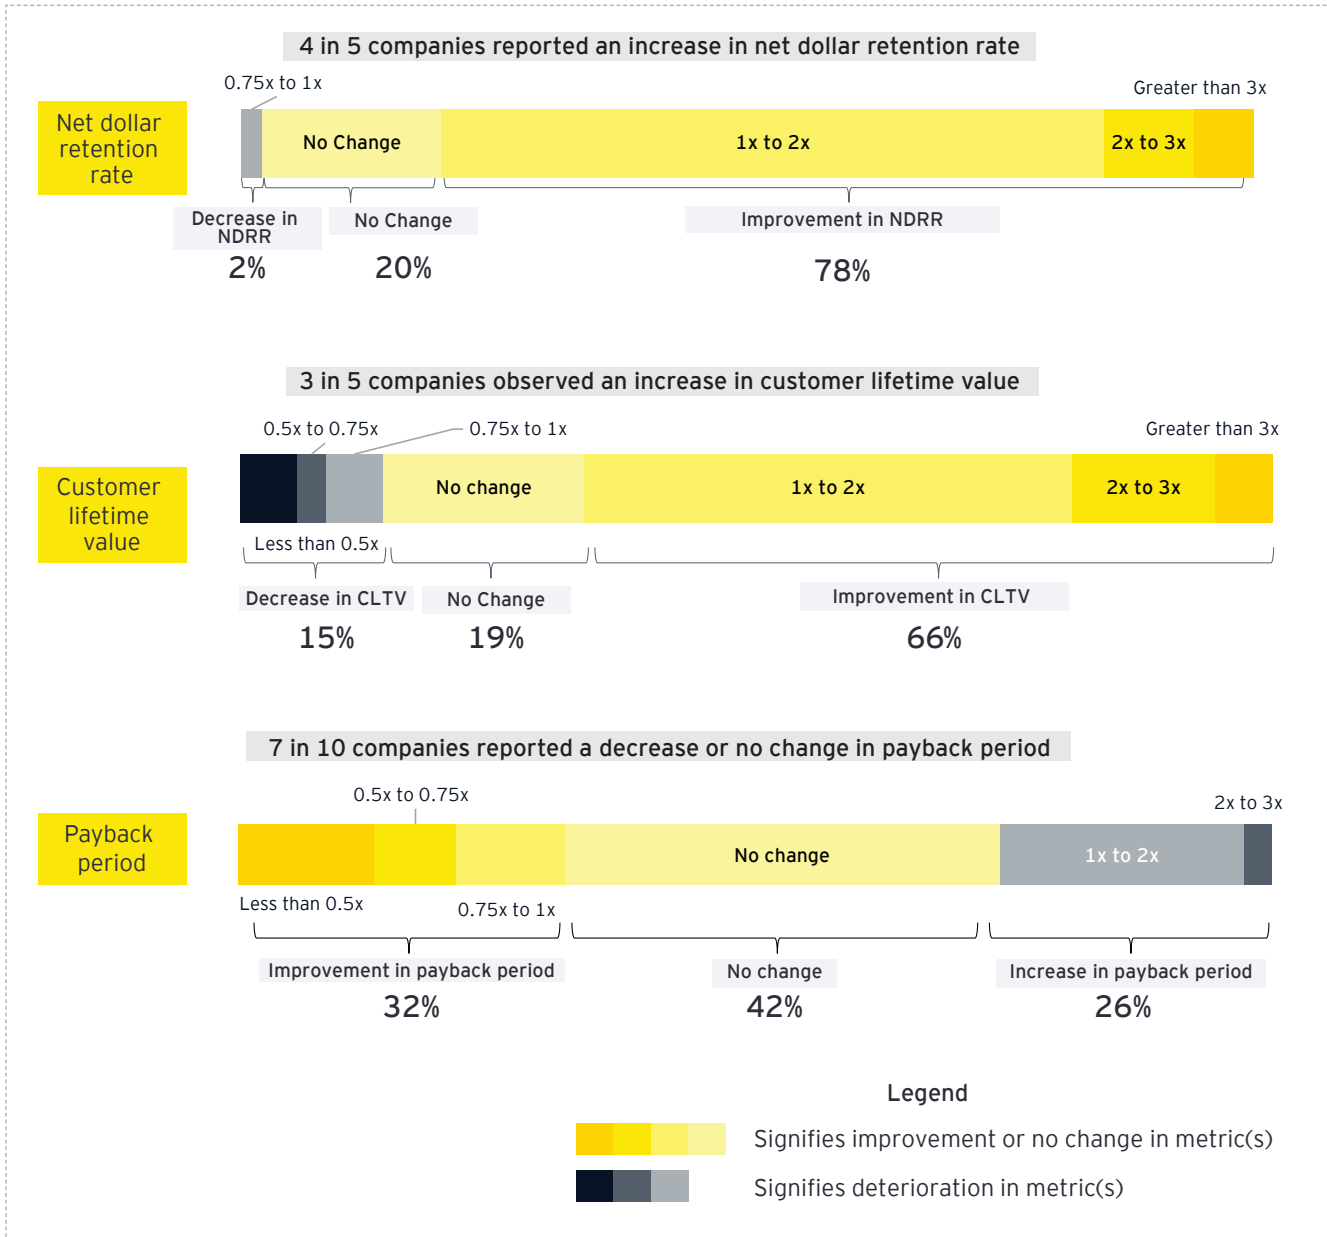 4 in 5 companies reported an increase in net dollar retention rate
0.75x to 1x
Greater than 3x
Net dollar
retention
rate
No Change
1x to 2x
2x to 3x
Decrease in
NDRR
No Change
Improvement in NDRR
2%
20%
78%
3 in 5 companies observed an increase in customer lifetime value
0.5x to 0.75x
0.75x to 1x
Greater than 3x
Customer
lifetime
value
No change
1x to 2x
2x to 3x
Less than 0.5x
Decrease in CLTV
No Change
Improvement in CLTV
15%
19%
66%
7 in 10 companies reported a decrease or no change in payback period
0.5x to 0.75x
2x to 3x
Payback
period
No change
1x to 2x
Less than 0.5x
0.75x to 1x
Improvement in payback period
No change
Increase in payback period
32%
42%
26%
Legend
Signifies improvement or no change in metric(s)
Signifies deterioration in metric(s)